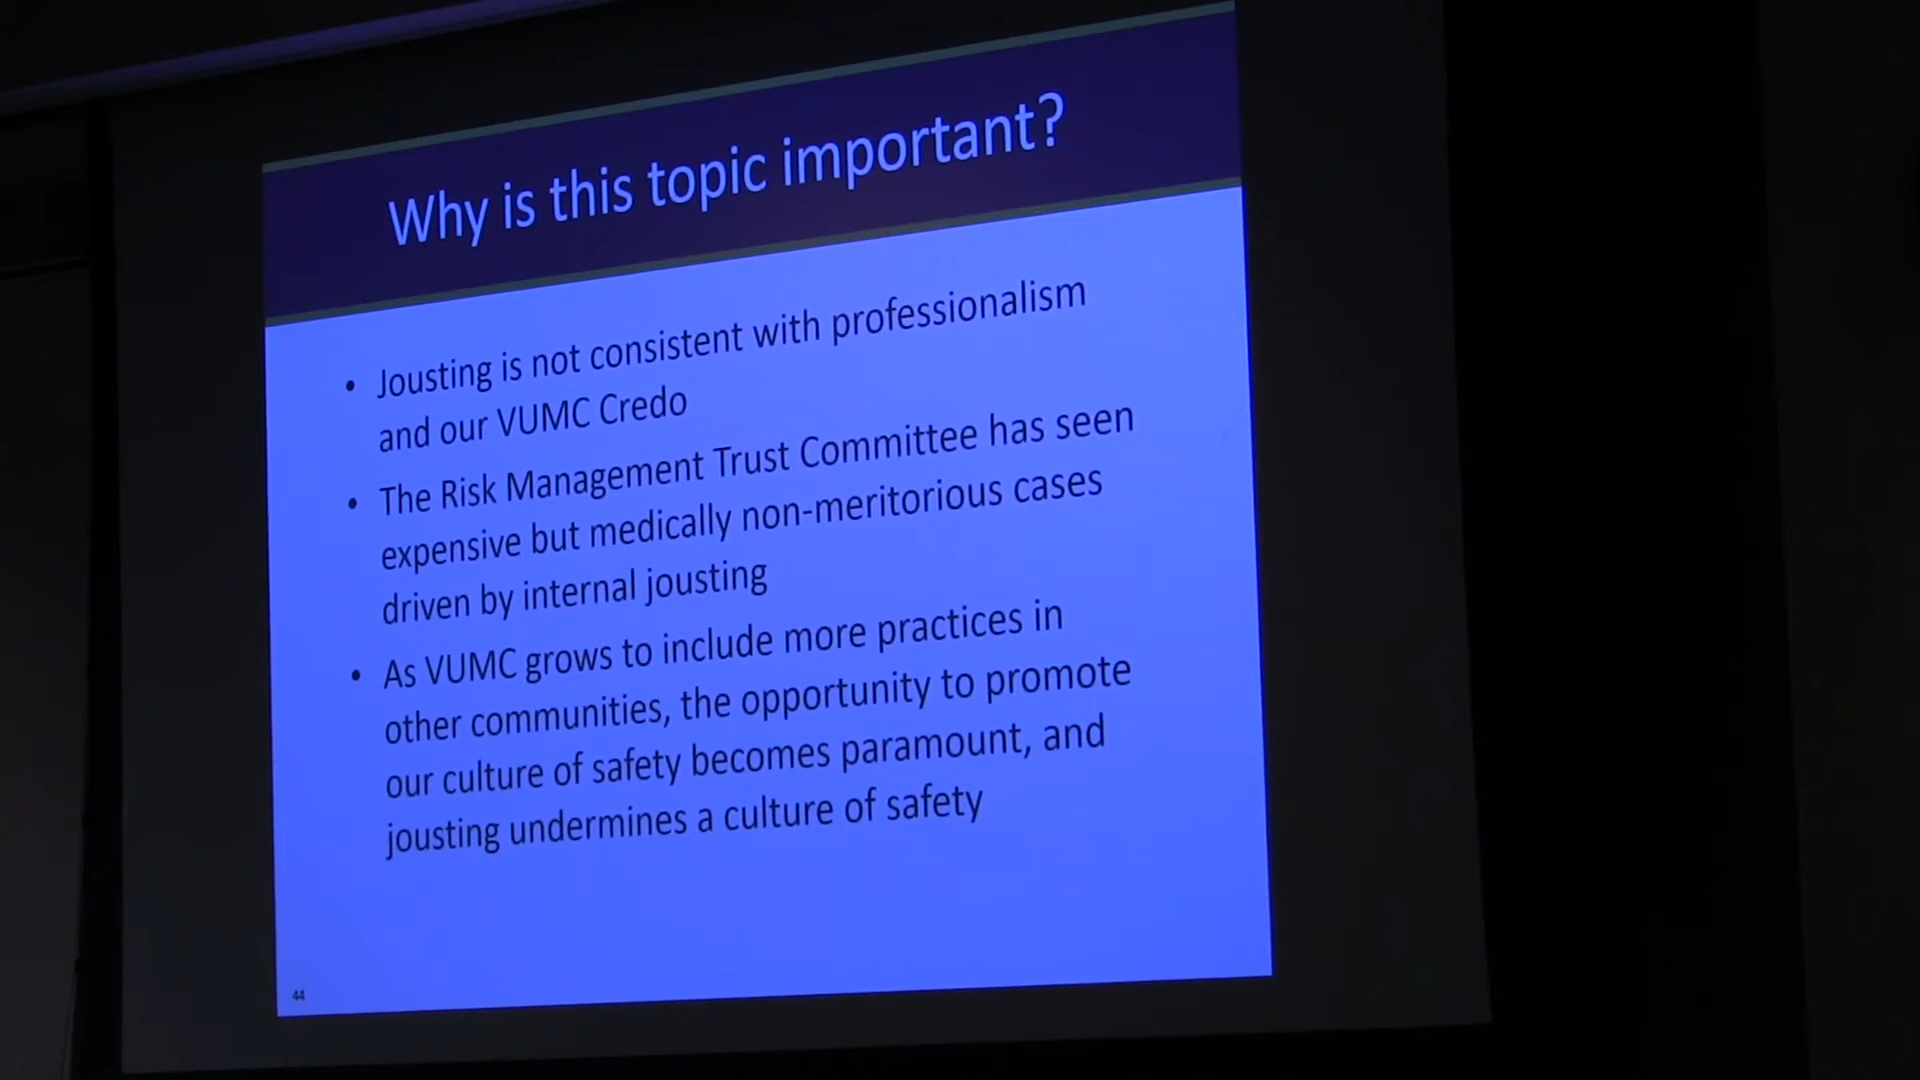 Why is this topic important?
• Jousting is not consistent with professionalism
and our VUMC Credo
• The Risk Management Trust Committee has seen
expensive but medically non-meritorious cases
driven by internal jousting
• As VUMC grows to include more practices in
other communities, the opportunity to promote
our culture of safety becomes paramount, and
jousting undermines a culture of safety
44